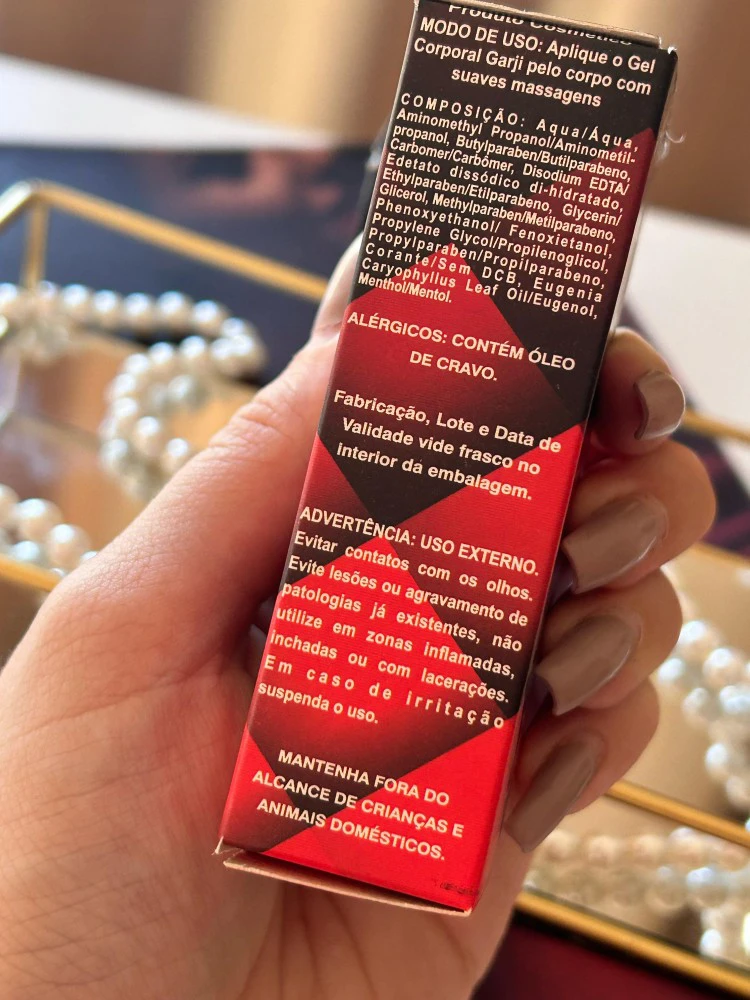 Produto Cosmético
MODO DE USO: Aplique o Gel
Corporal Garji pelo corpo com
suaves massagens
COMPOSIÇÃO: Aqua/Água,
Aminomethyl Propanol/Aminometil-
propanol, Butylparaben/Butilparabeno,
Carbomer/Carbômer, Disodium EDTA/
Edetato dissódico di-hidratado,
Ethylparaben/Etilparabeno, Glycerin/
Glicerol, Methylparaben/Metilparabeno,
Phenoxyethanol/ Fenoxietanol,
Propylene Glycol/Propilenoglicol,
Propylparaben/Propilparabeno,
Corante/Sem DCB, Eugenia
Caryophyllus Leaf Oil/Eugenol,
Menthol/Mentol.
ALÉRGICOS: CONTÉM ÓLEO
DE CRAVO.
Fabricação, Lote e Data de
Validade vide frasco no
interior da embalagem.
ADVERTÊNCIA: USO EXTERNO.
Evitar contatos com os olhos.
Evite lesões ou agravamento de
patologias já existentes, não
utilize em zonas inflamadas,
inchadas ou com lacerações.
Em caso de irritação
suspenda o uso.
MANTENHA FORA DO
ALCANCE DE CRIANÇAS E
ANIMAIS DOMÉSTICOS.